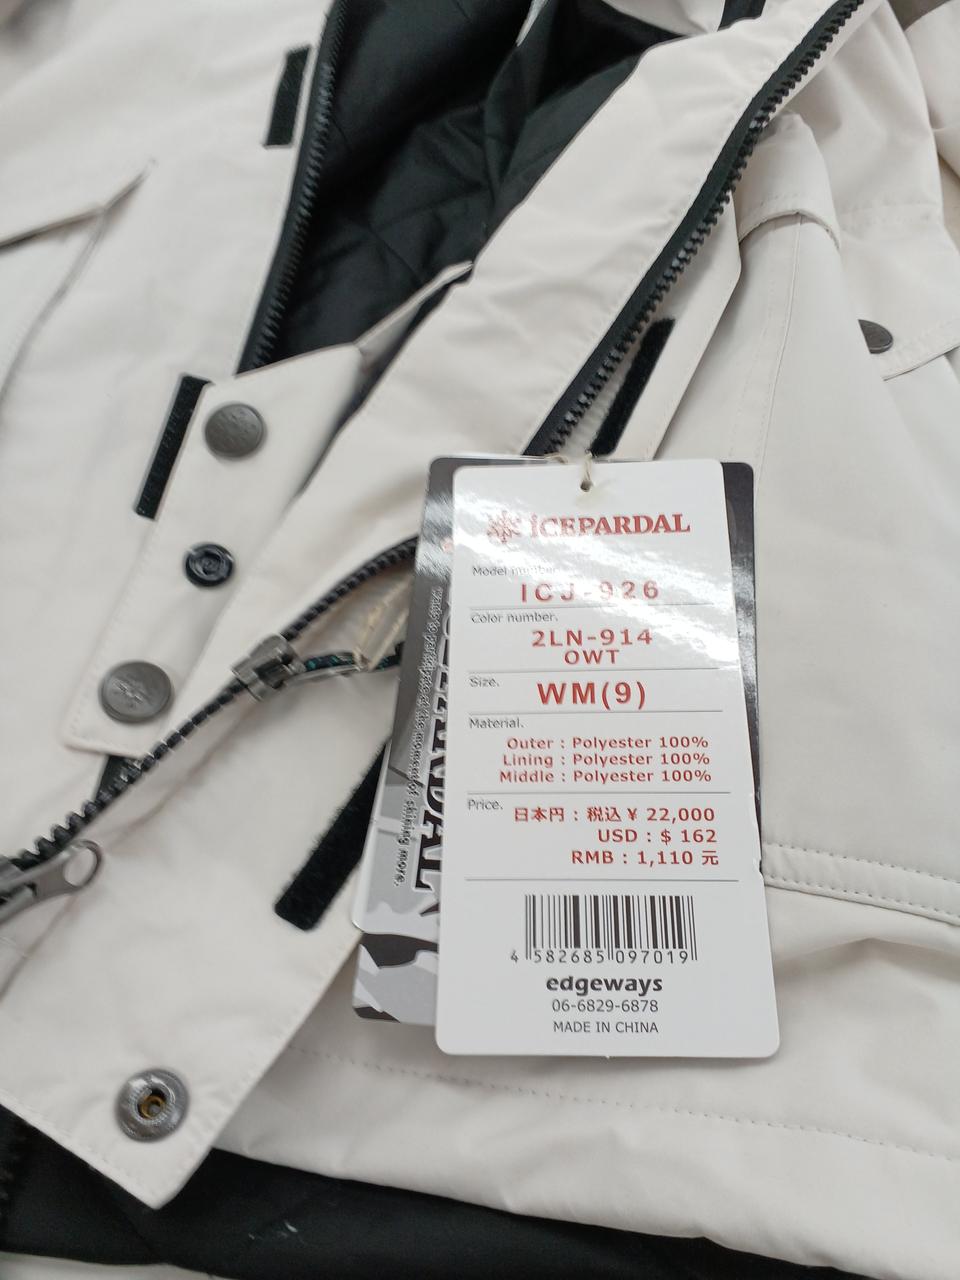 ICEPARDAL
Model number.
ICJ-926
Color number.
2LN-914
OWT
Size.
WM(9)
Material.
Outer : Polyester 100%
Lining : Polyester 100%
Middle : Polyester 100%
Price.
日本円 : 税込 ¥ 22,000
USD : $ 162
RMB : 1,110 元
4 582685 097019
edgeways
06-6829-6878
MADE IN CHINA